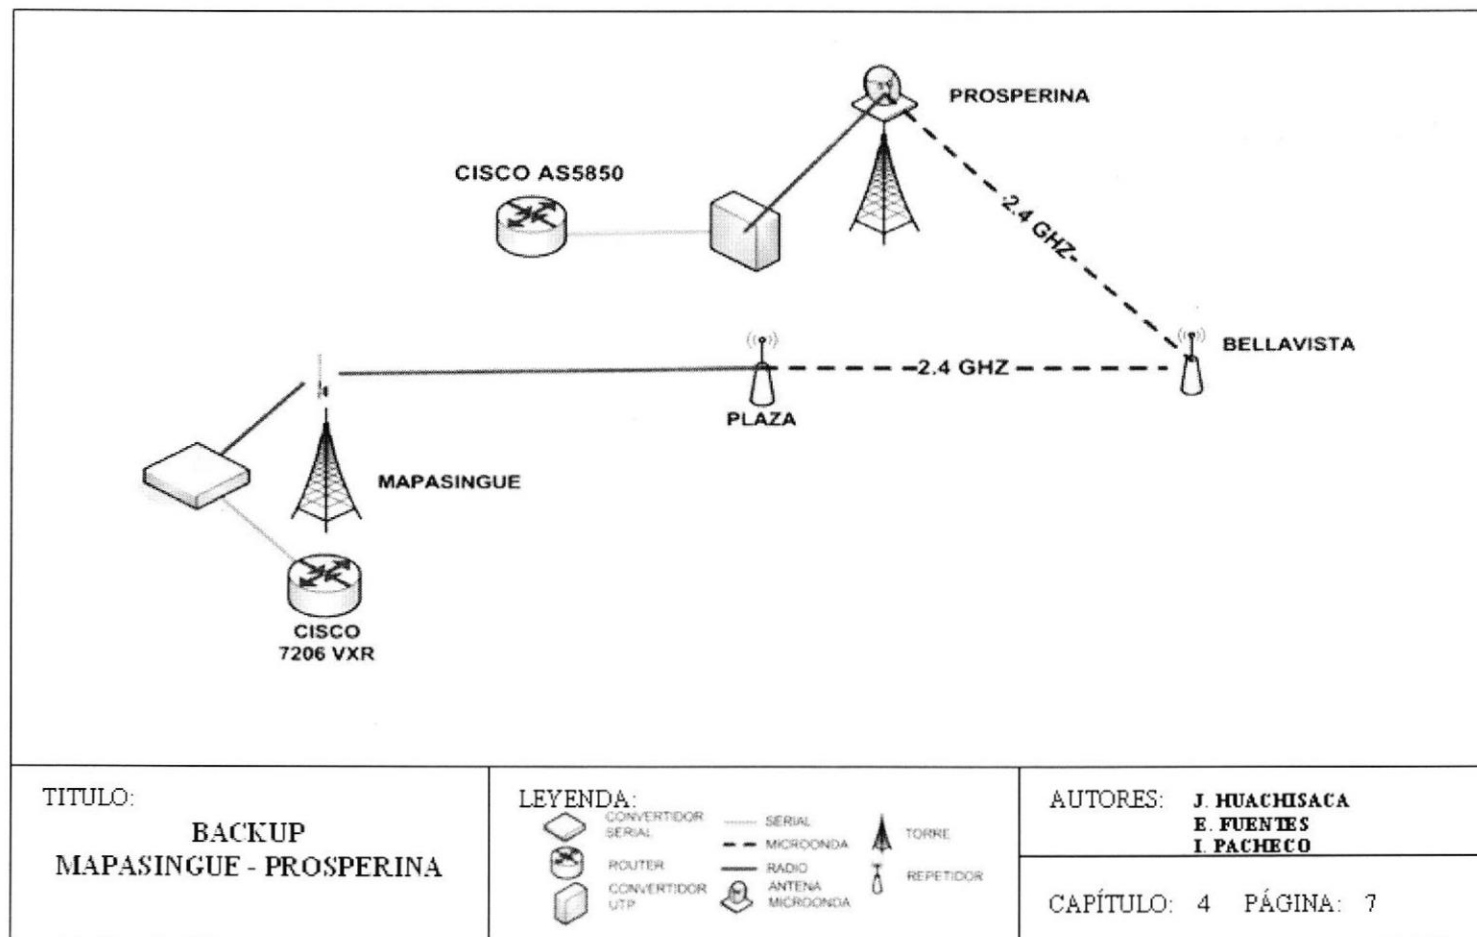 PROSPERINA
CISCO AS5850
2.4 GHZ
BELLAVISTA
2.4 GHZ
PLAZA
MAPASINGUE
CISCO
7206 VXR
TITULO:
BACKUP
MAPASINGUE - PROSPERINA
LEYENDA:
CONVERTIDOR
SERIAL
ROUTER
CONVERTIDOR
UTP
SERIAL
MICROONDA
RADIO
ANTENA
MICROONDA
TORRE
REPETIDOR
AUTORES: J. HUACHISACA
E. FUENTES
I. PACHECO
CAPÍTULO: 4 PÁGINA: 7